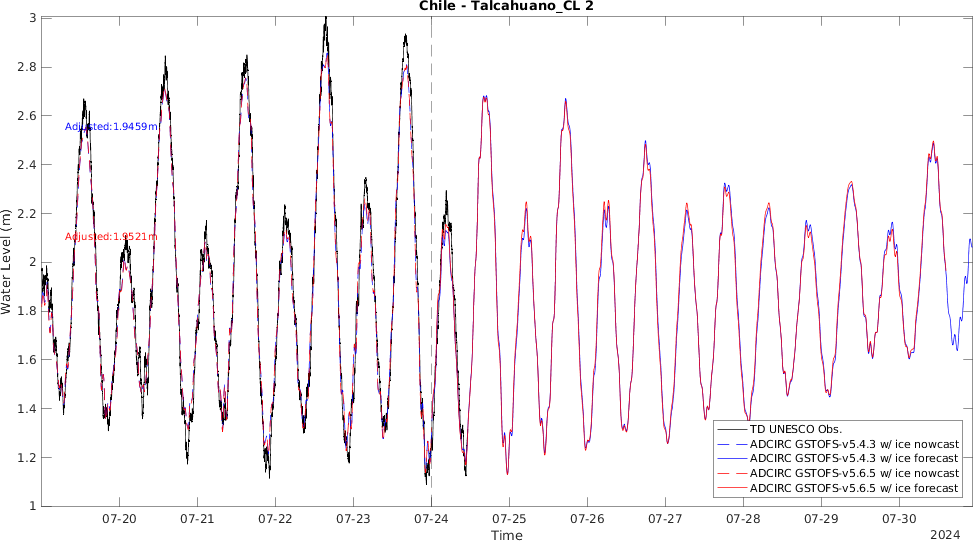 Chile - Talcahuano_CL 2
3
2.8
2.6
2.4
2.2
2
1.8
1.6
1.4
1.2
1
Water Level (m)
Adjusted:1.9459m
Adjusted:1.9521m
TD UNESCO Obs.
ADCIRC GSTOFS-v5.4.3 w/ ice nowcast
ADCIRC GSTOFS-v5.4.3 w/ ice forecast
ADCIRC GSTOFS-v5.6.5 w/ ice nowcast
ADCIRC GSTOFS-v5.6.5 w/ ice forecast
07-20 07-21 07-22 07-23 07-24 07-25 07-26 07-27 07-28 07-29 07-30
Time
2024